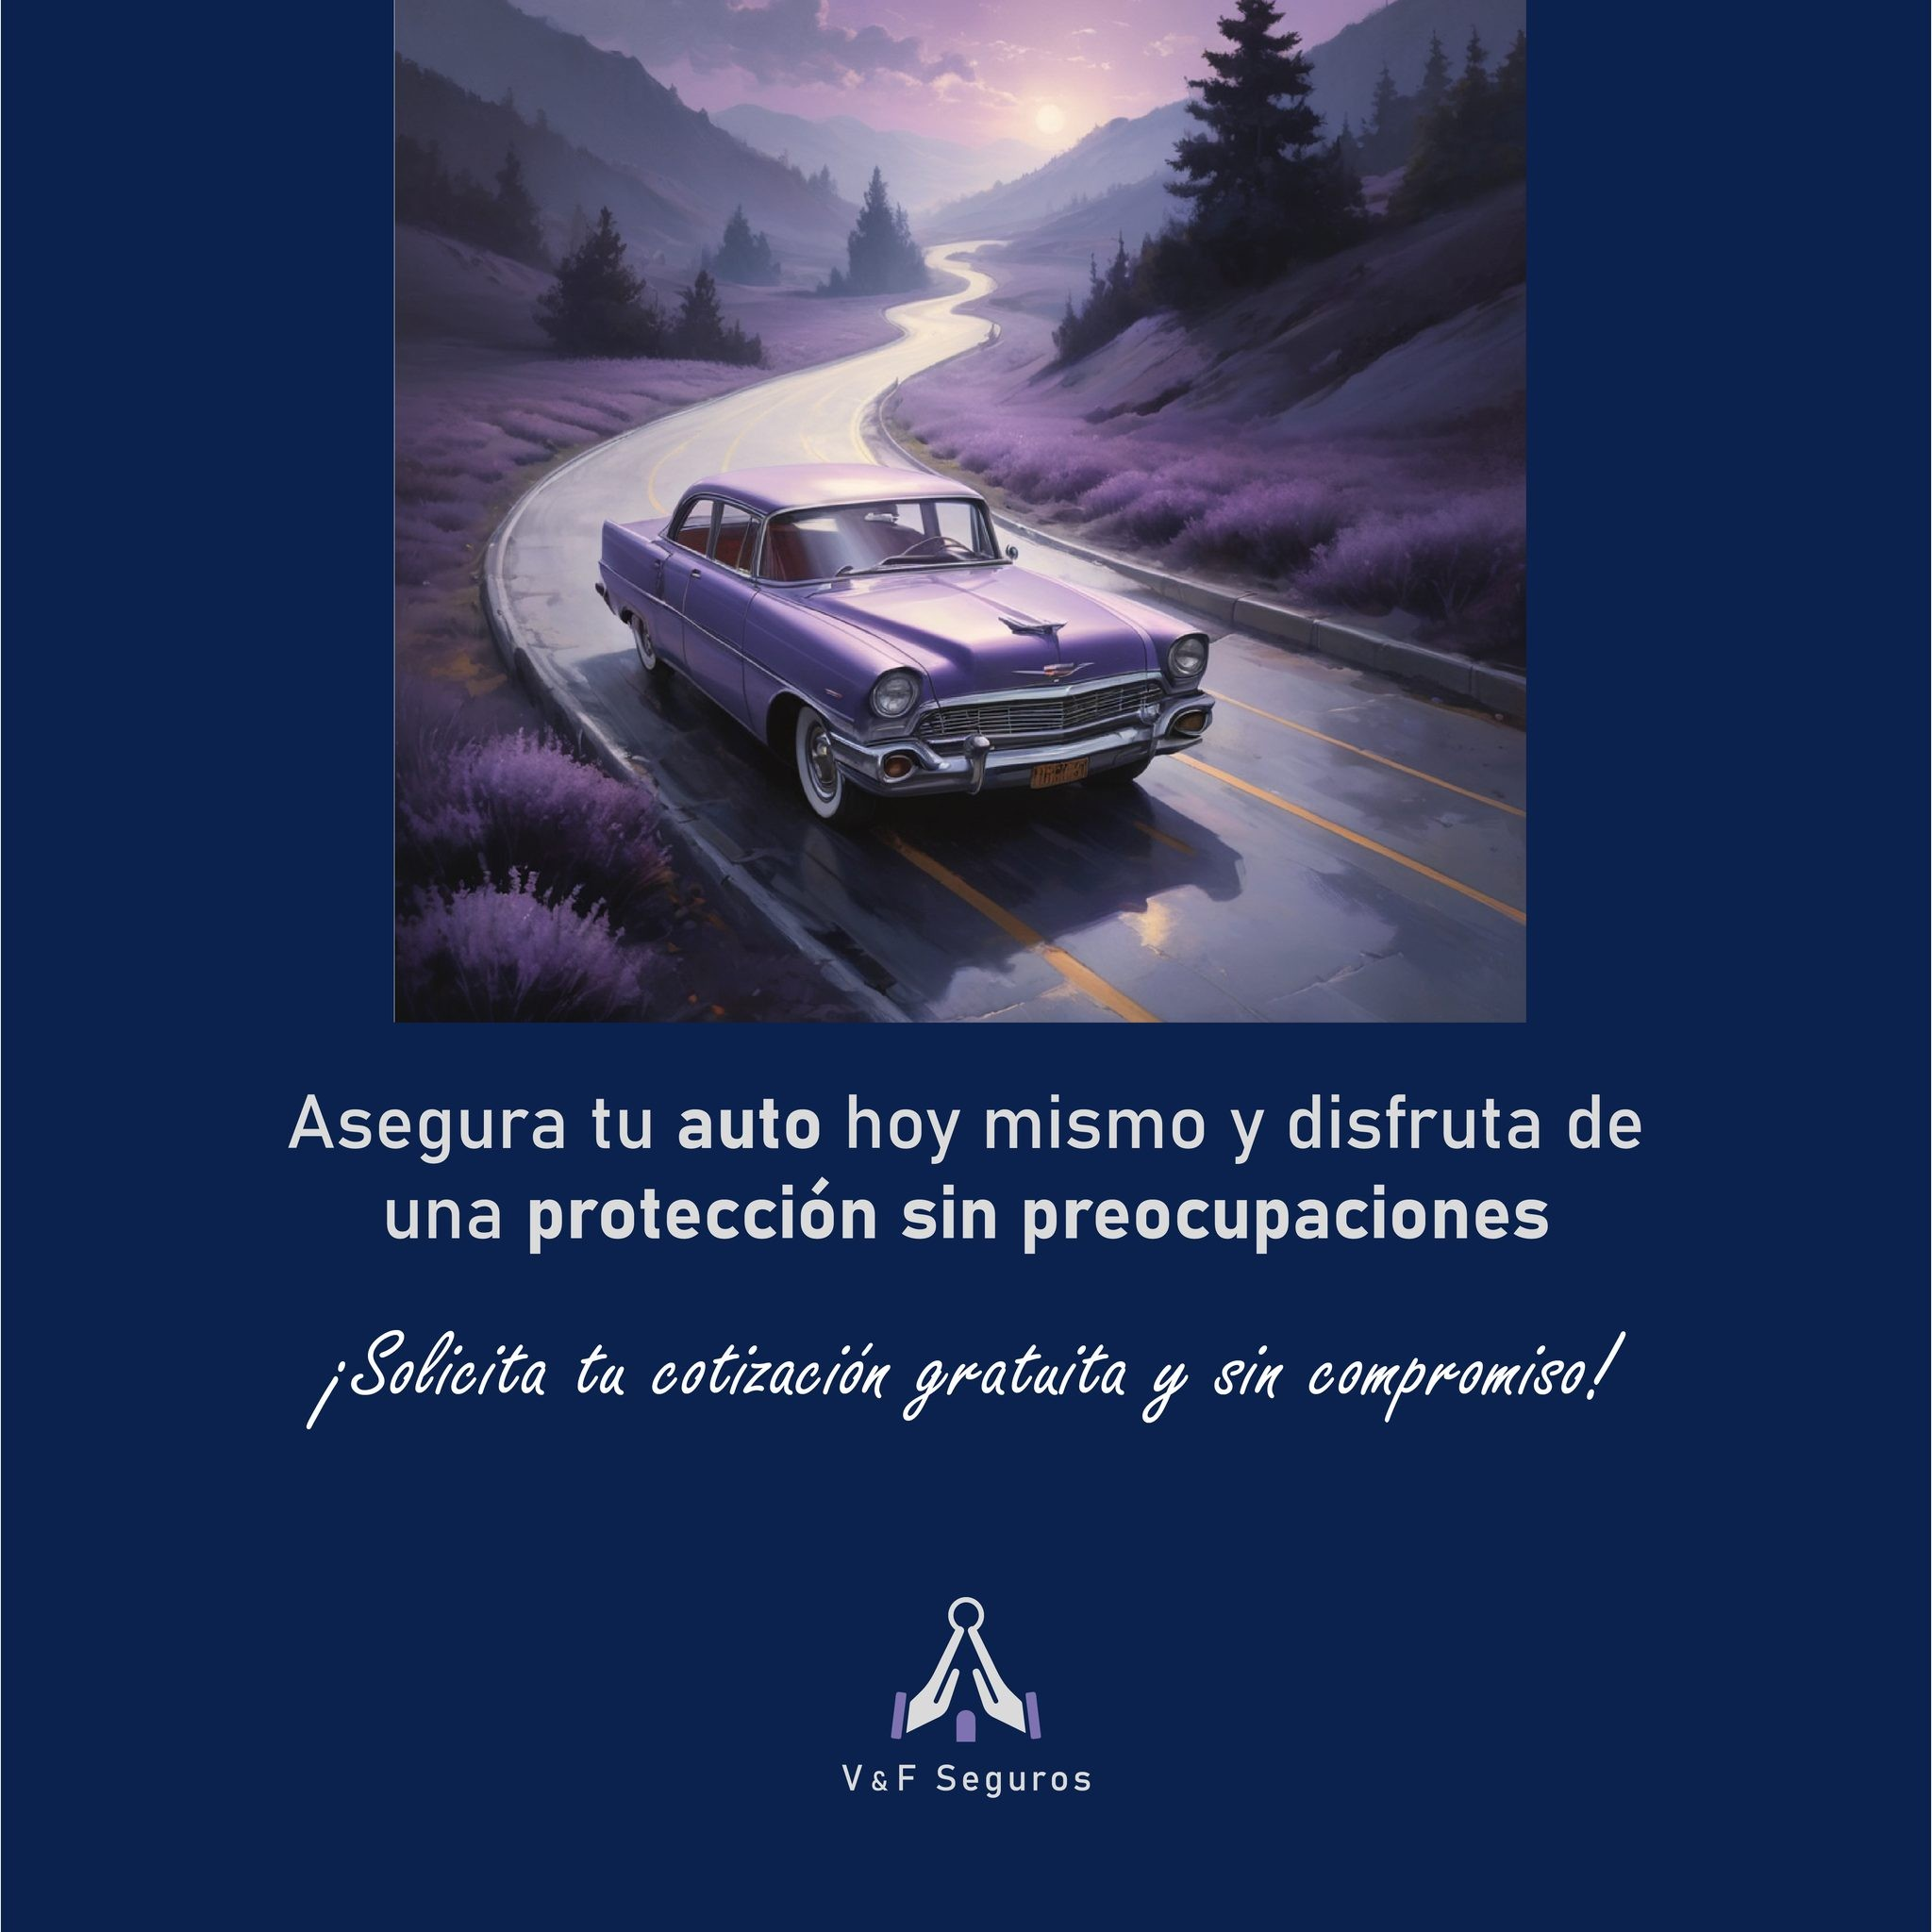 Asegura tu auto hoy mismo y disfruta de
una protección sin preocupaciones
¡Solicita tu cotización gratuita y sin compromiso!
V&F Seguros